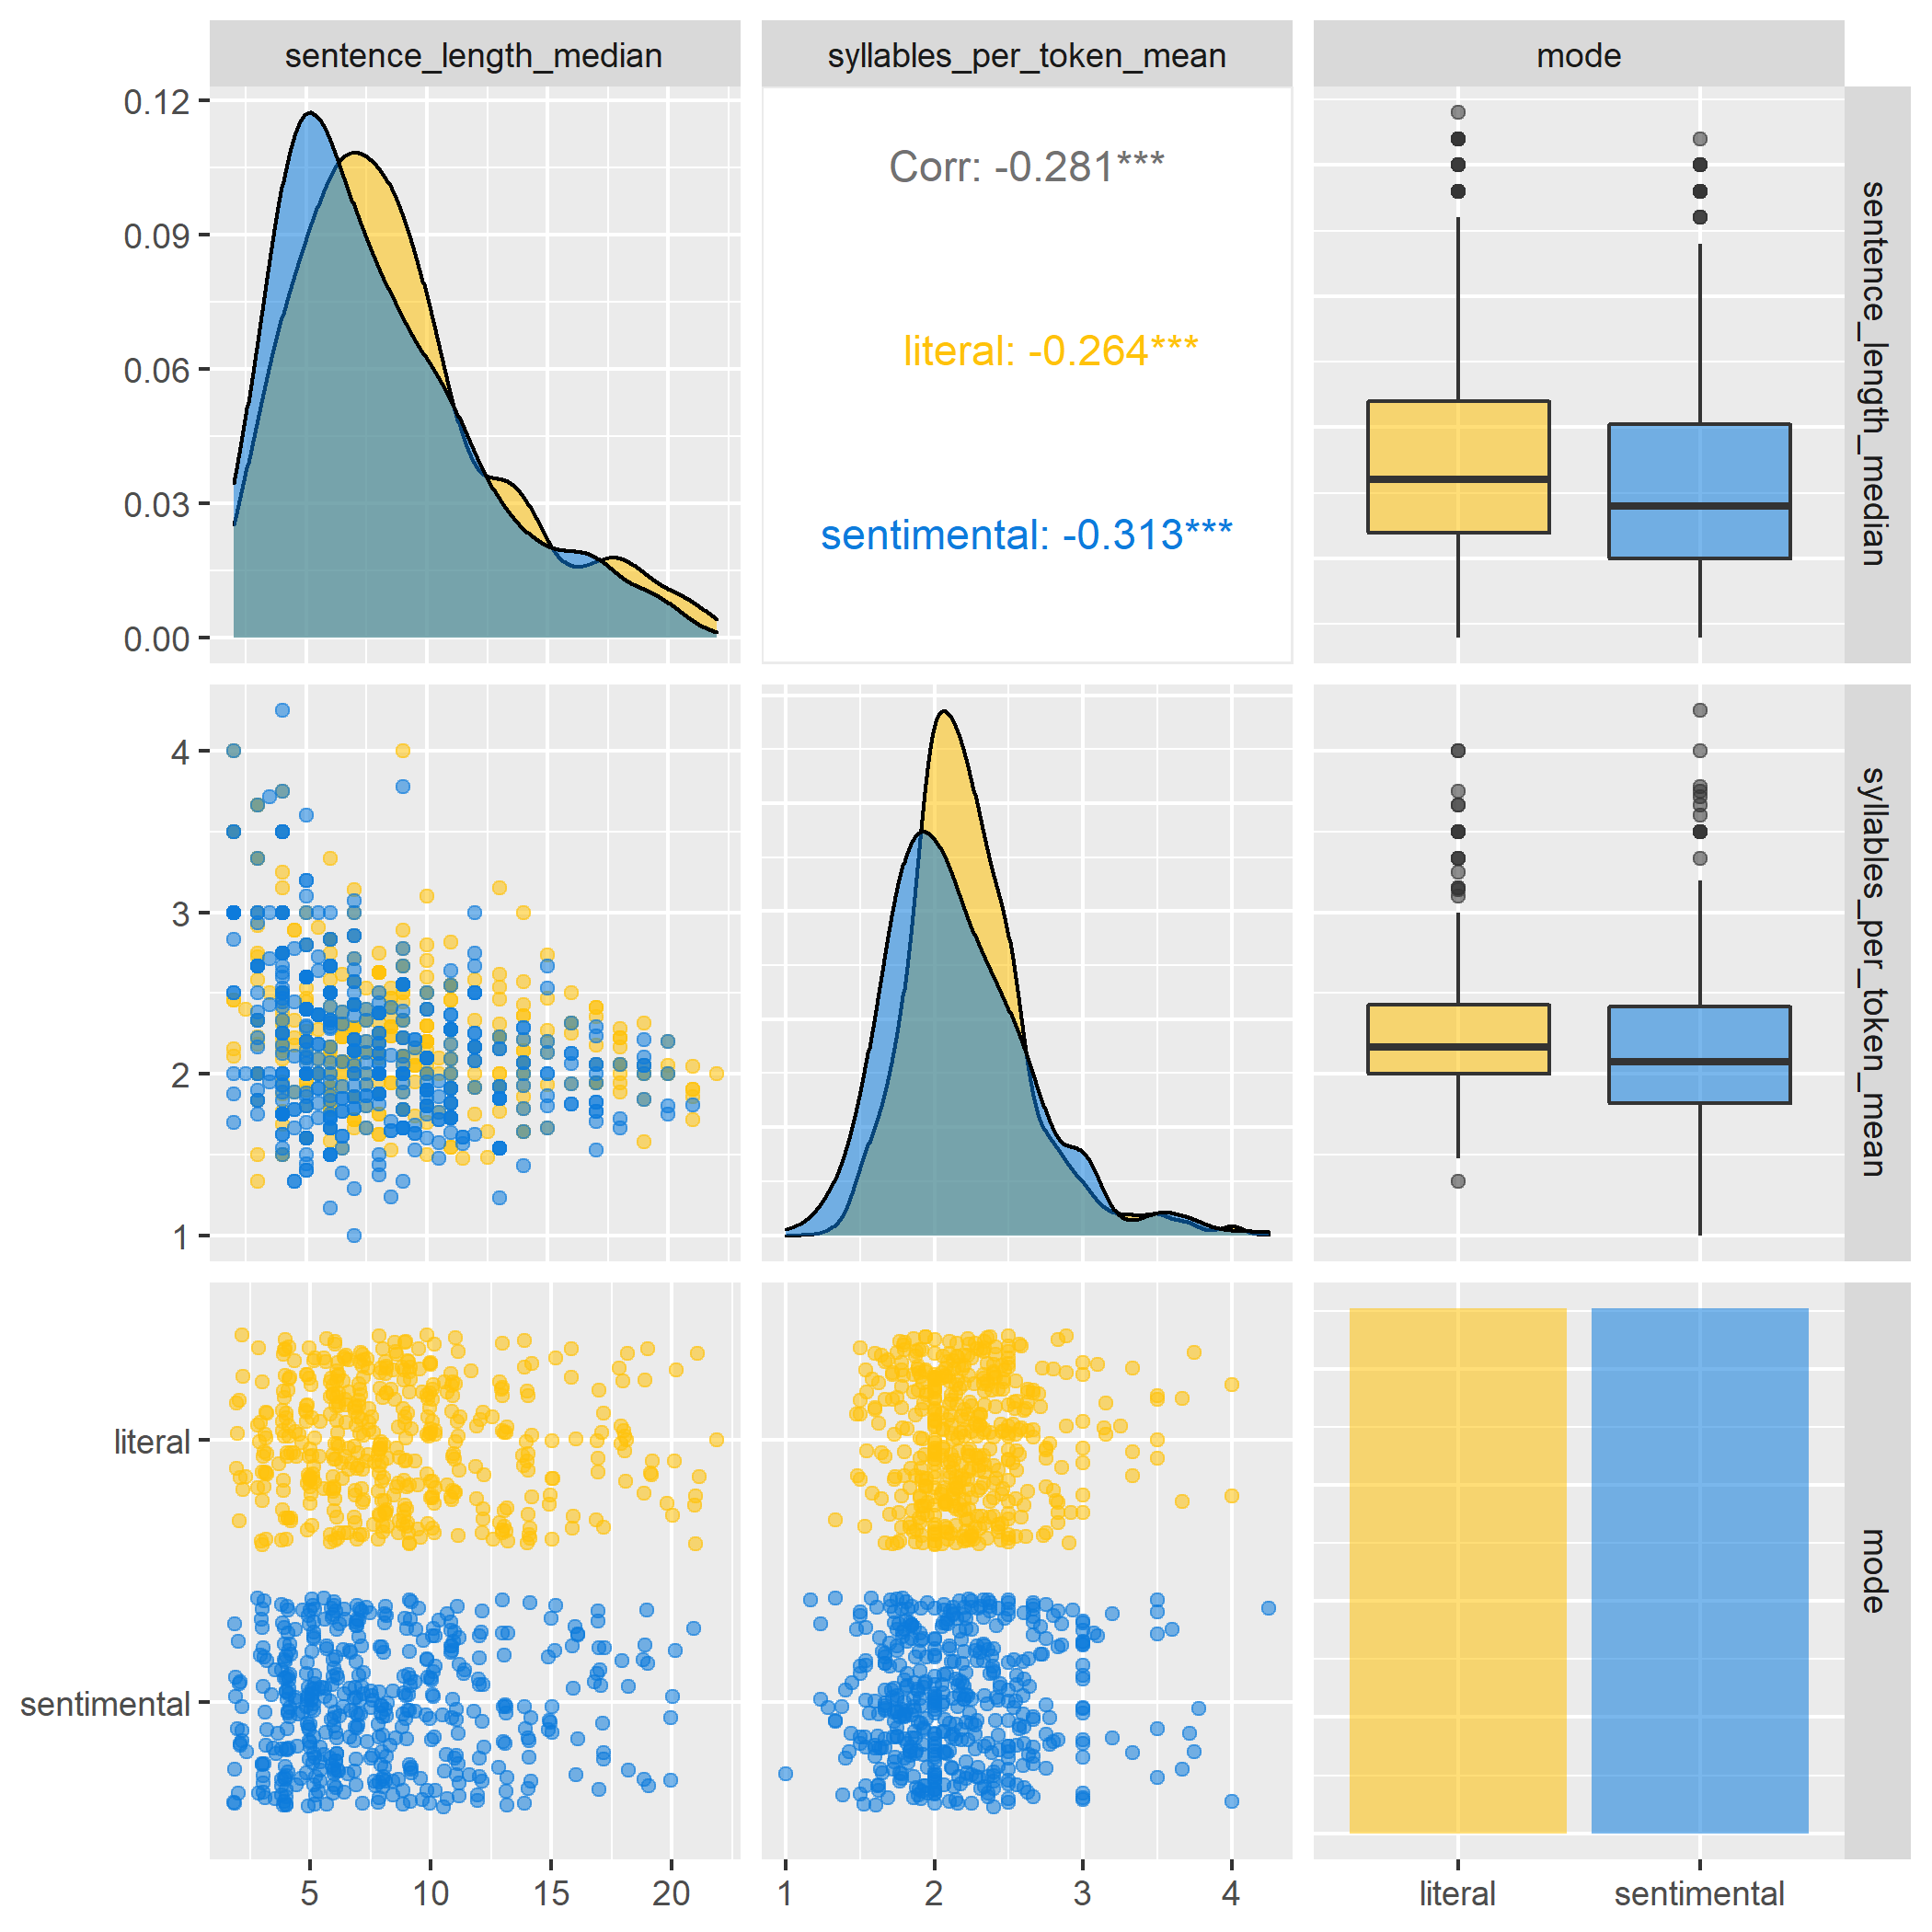 sentence_length_median
syllables_per_token_mean
mode
0.12
0.09
0.06
0.03
0.00
Corr: -0.281***
literal: -0.264***
sentimental: -0.313***
sentence_length_median
4
3
2
1
syllables_per_token_mean
literal
sentimental
mode
5 10 15 20
1 2 3 4
literal sentimental